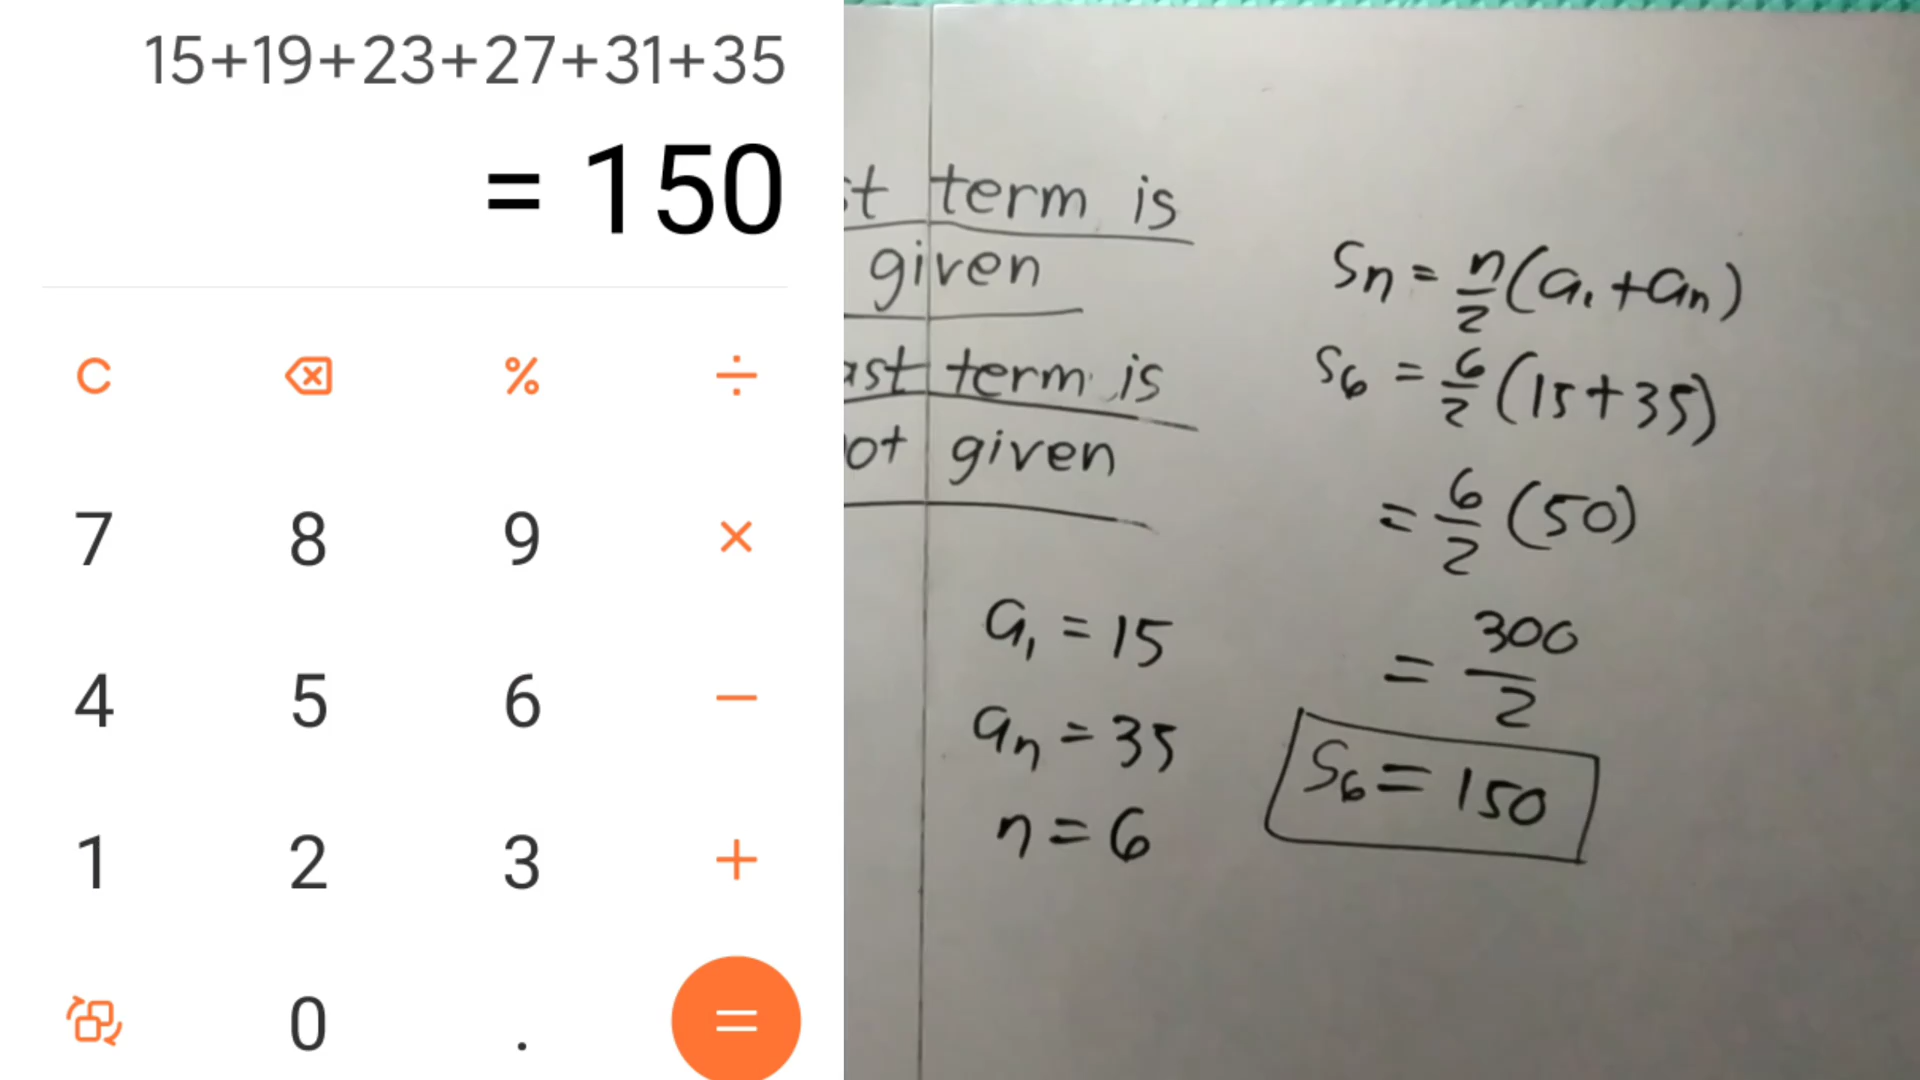 15+19+23+27+31+35
= 150
C % ÷
7 8 9 ×
4 5 6 −
1 2 3 +
0 . =
term is
given
term is
given
a₁ = 15
aₙ = 35
n = 6
Sₙ = n/2 (a₁ + aₙ)
S₆ = 6/2 (15+35)
= 6/2 (50)
= 300/2
S₆ = 150